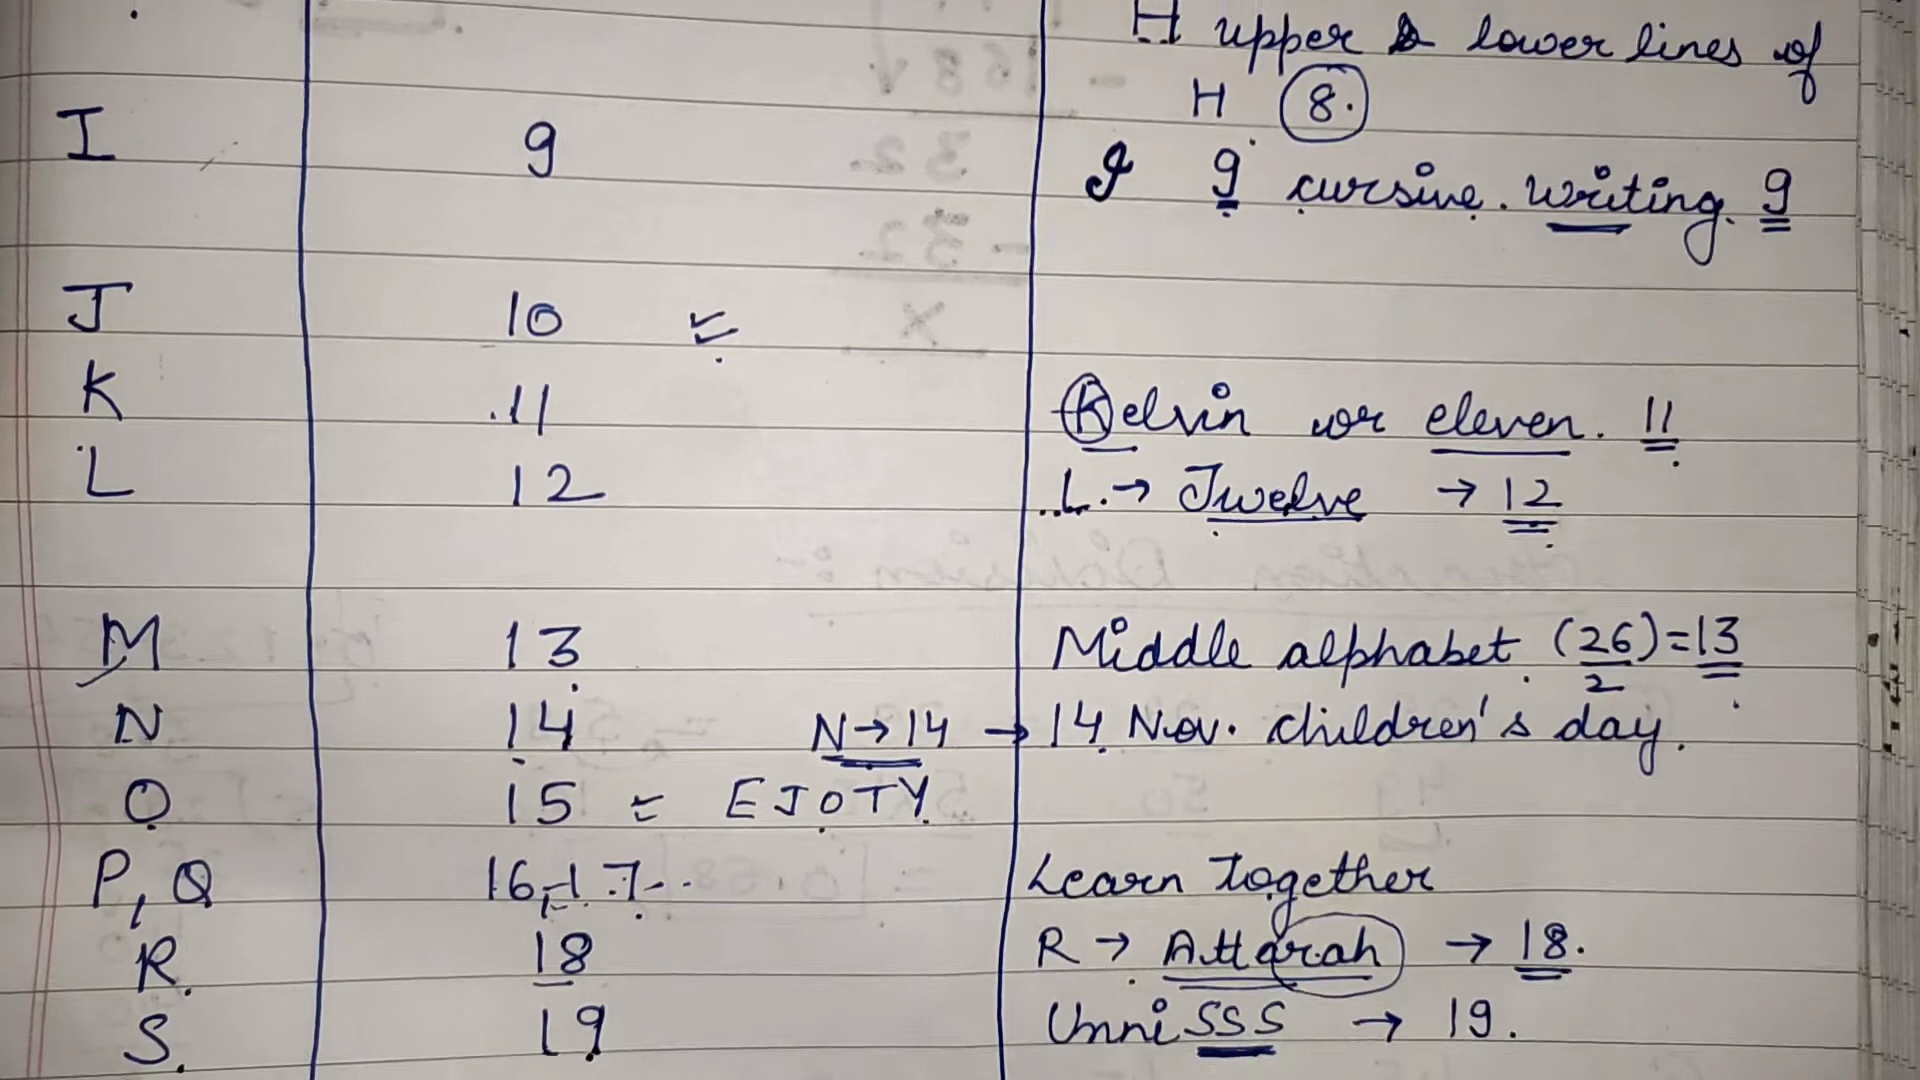 H upper & lower lines of
H 8.
I 9 I 9 cursive. writing. 9
J 10
K 11 Kelvin or eleven. 11
L 12 L. → Twelve → 12
M 13 Middle alphabet (26/2) = 13
N 14 N → 14 → 14 Nov. children's day.
O 15 = EJOTY
P, Q 16, 17 Learn Together
R. 18 R → Attarah → 18.
S. 19 Unni SSS → 19.